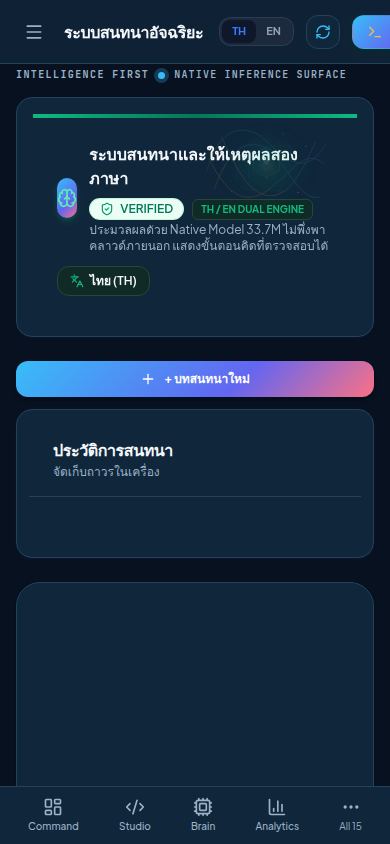 ระบบสนทนาอัจฉริยะ
TH
EN
INTELLIGENCE FIRST
NATIVE INFERENCE SURFACE
ระบบสนทนาและให้เหตุผลสอง
ภาษา
VERIFIED
TH / EN DUAL ENGINE
ประมวลผลด้วย Native Model 33.7M ไม่พึ่งพา
คลาวด์ภายนอก แสดงขั้นตอนคิดที่ตรวจสอบได้
ไทย (TH)
+ บทสนทนาใหม่
ประวัติการสนทนา
จัดเก็บถาวรในเครื่อง
Command
Studio
Brain
Analytics
All 15